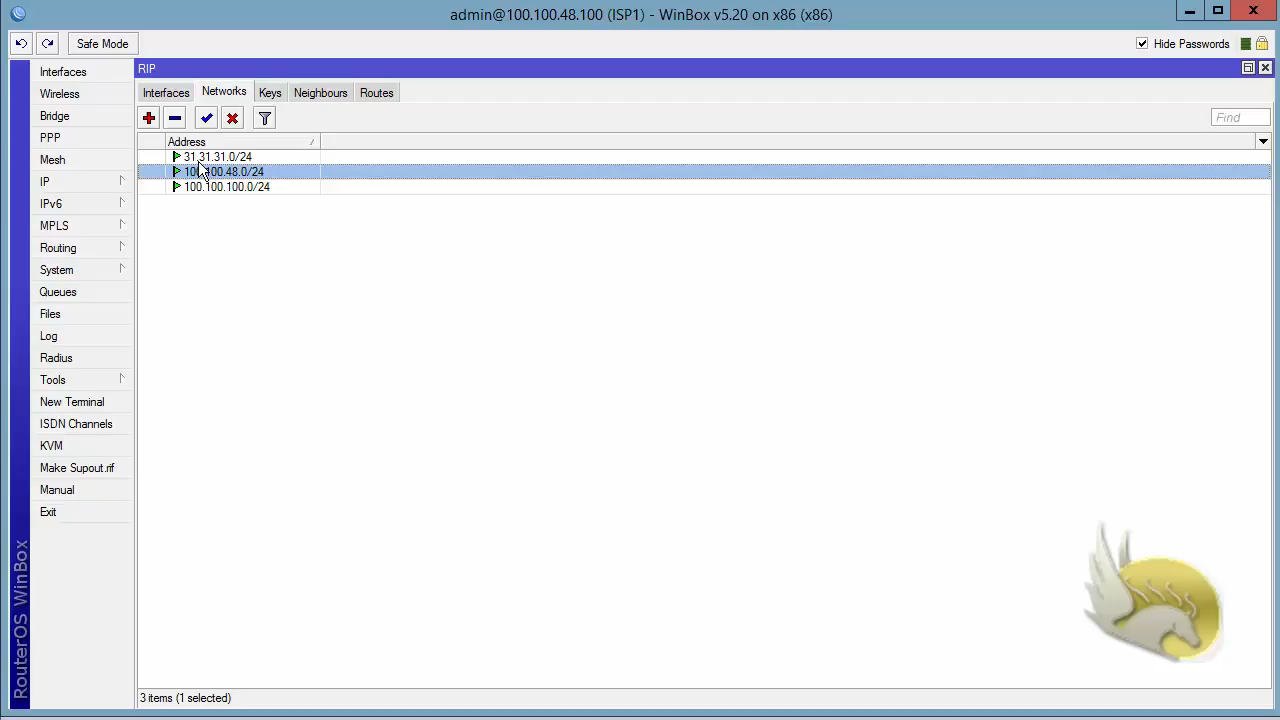 admin@100.100.48.100 (ISP1) - WinBox v5.20 on x86 (x86)
Safe Mode
Hide Passwords
RIP
Interfaces
Wireless
Bridge
PPP
Mesh
IP
IPv6
MPLS
Routing
System
Queues
Files
Log
Radius
Tools
New Terminal
ISDN Channels
KVM
Make Supout.rif
Manual
Exit
RouterOS WinBox
Interfaces Networks Keys Neighbours Routes
Find
Address
31.31.31.0/24
100.100.48.0/24
100.100.100.0/24
3 items (1 selected)